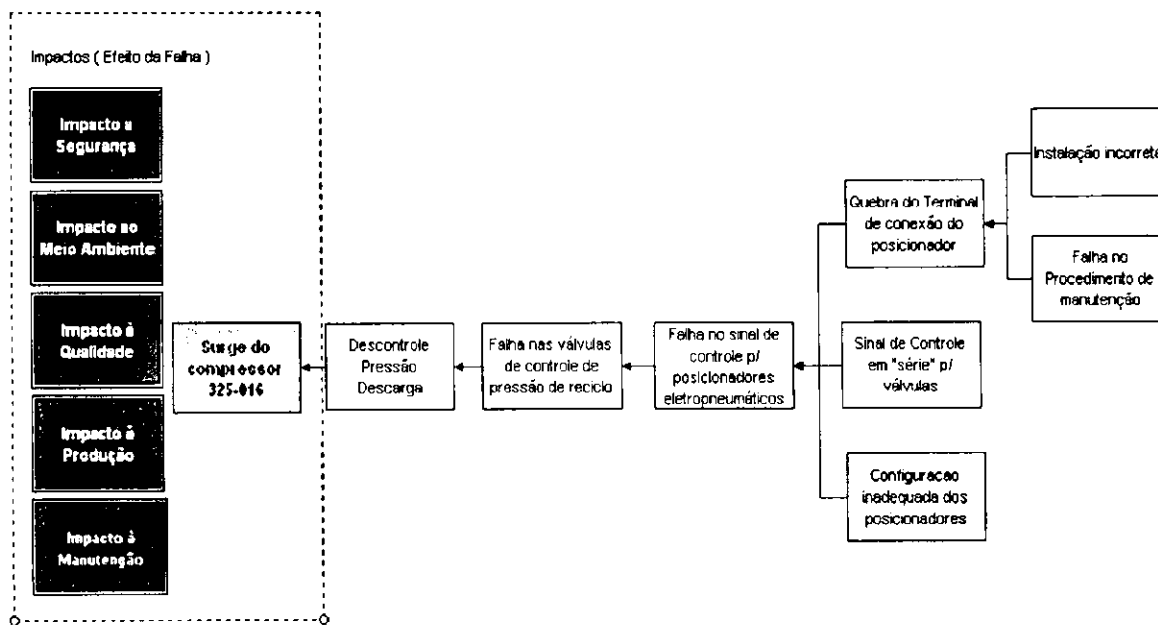 Impactos ( Efeito da Falha )
Impacto a
Segurança
Impacto ao
Meio Ambiente
Impacto à
Qualidade
Impacto à
Produção
Impacto à
Manutenção
Surge do
compressor
325-016
Descontrole
Pressão
Descarga
Falha nas válvulas
de controle de
pressão de reciclo
Falha no sinal de
controle p/
posicionadores
eletropneumáticos
Quebra do Terminal
de conexão do
posicionador
Sinal de Controle
em "série" p/
válvulas
Configuracao
inadequada dos
posicionadores
Instalação incorreta
Falha no
Procedimento de
manutenção